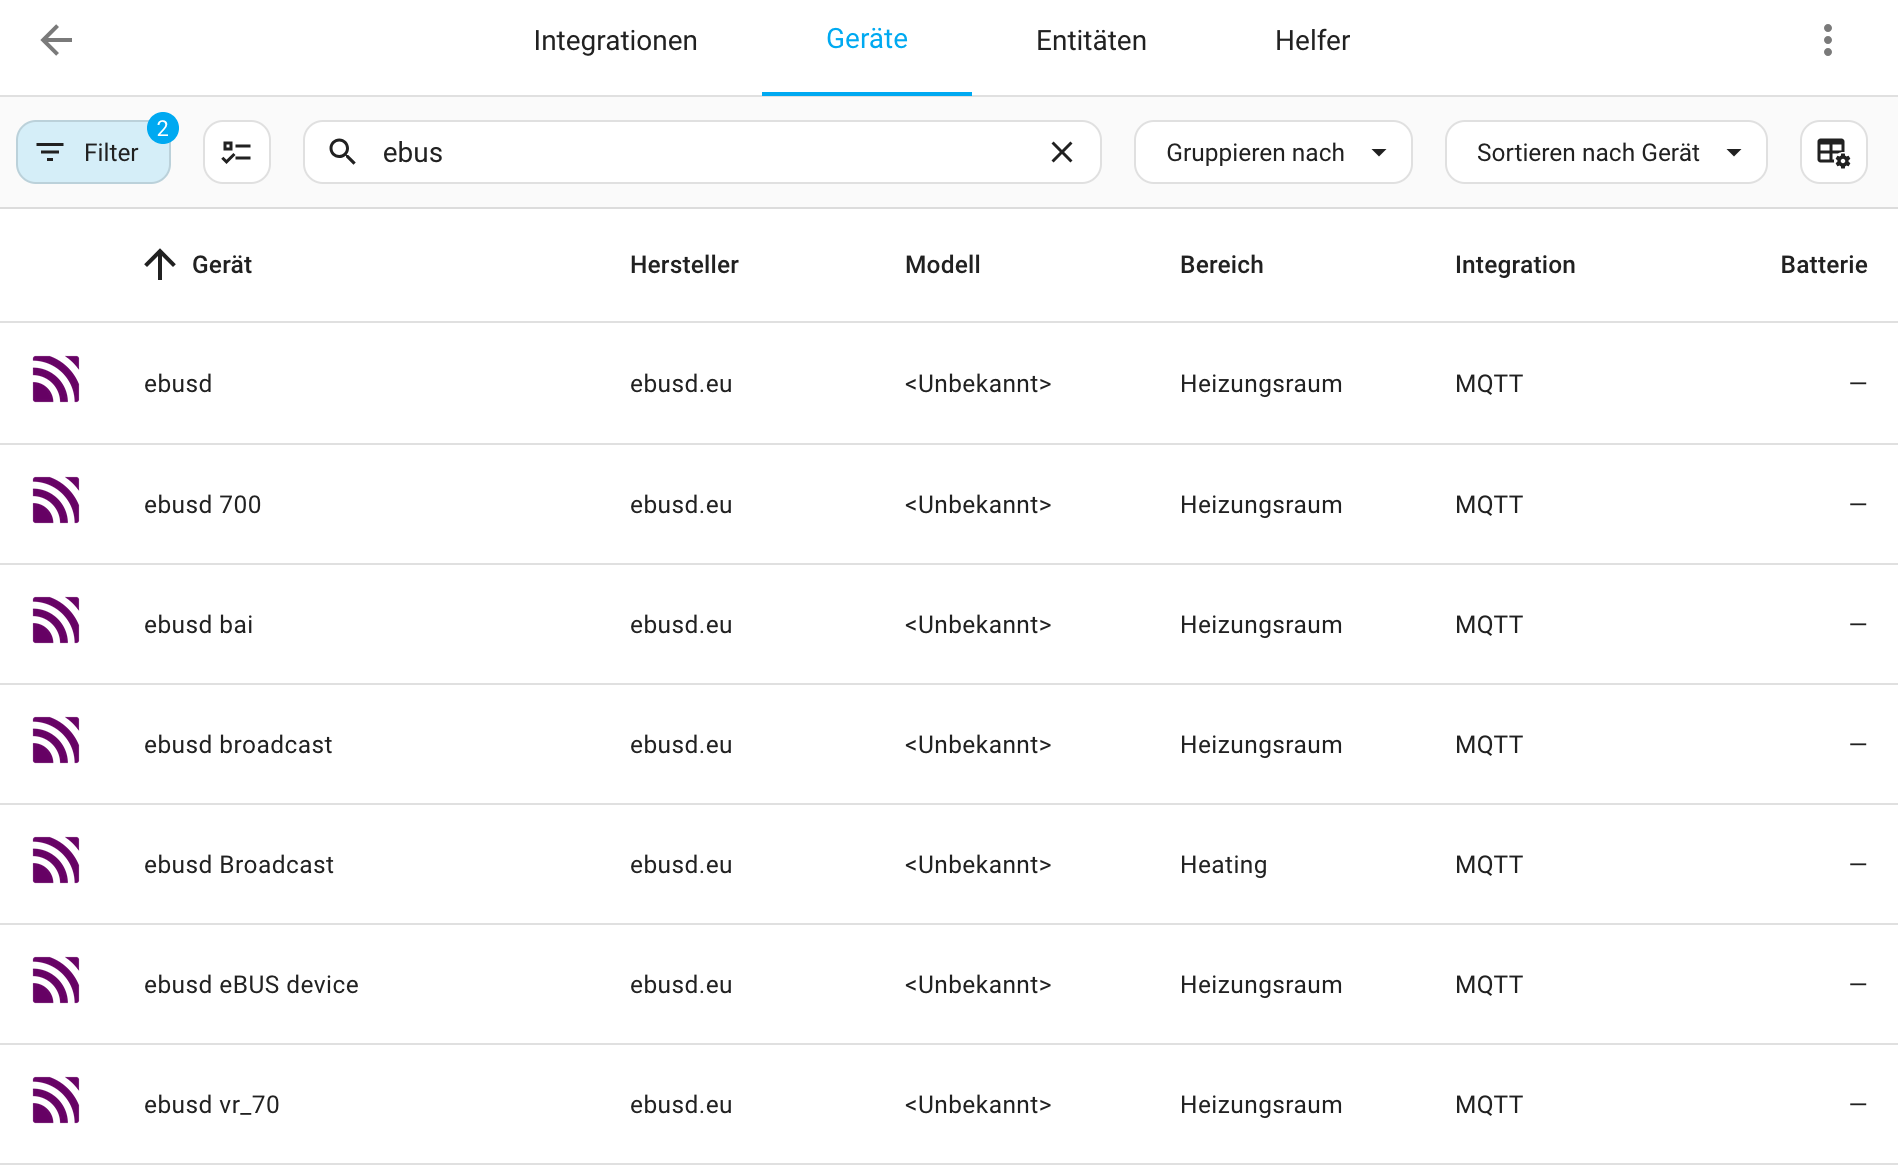 Integrationen Geräte Entitäten Helfer
Filter 2 ebus Gruppieren nach Sortieren nach Gerät
Gerät Hersteller Modell Bereich Integration Batterie
ebusd ebusd.eu <Unbekannt> Heizungsraum MQTT —
ebusd 700 ebusd.eu <Unbekannt> Heizungsraum MQTT —
ebusd bai ebusd.eu <Unbekannt> Heizungsraum MQTT —
ebusd broadcast ebusd.eu <Unbekannt> Heizungsraum MQTT —
ebusd Broadcast ebusd.eu <Unbekannt> Heating MQTT —
ebusd eBUS device ebusd.eu <Unbekannt> Heizungsraum MQTT —
ebusd vr_70 ebusd.eu <Unbekannt> Heizungsraum MQTT —